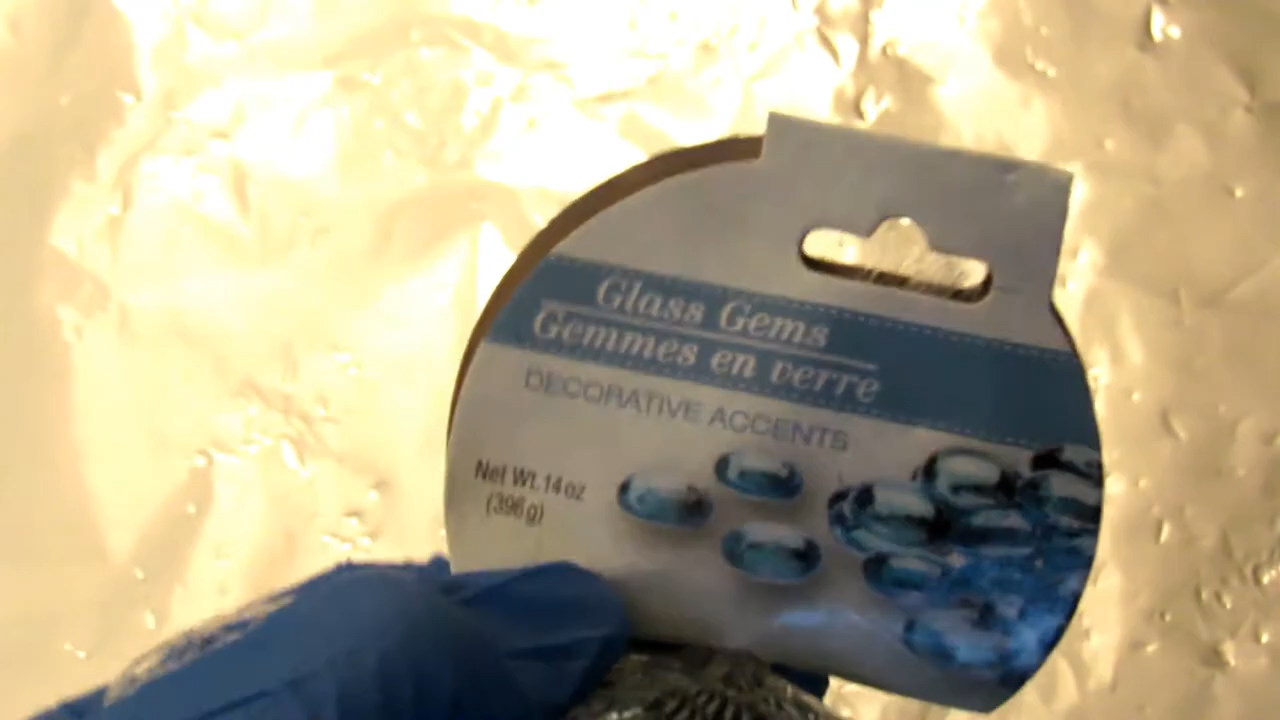 Glass Gems
Gemmes en verre
DECORATIVE ACCENTS
Net Wt. 14 oz
(396 g)